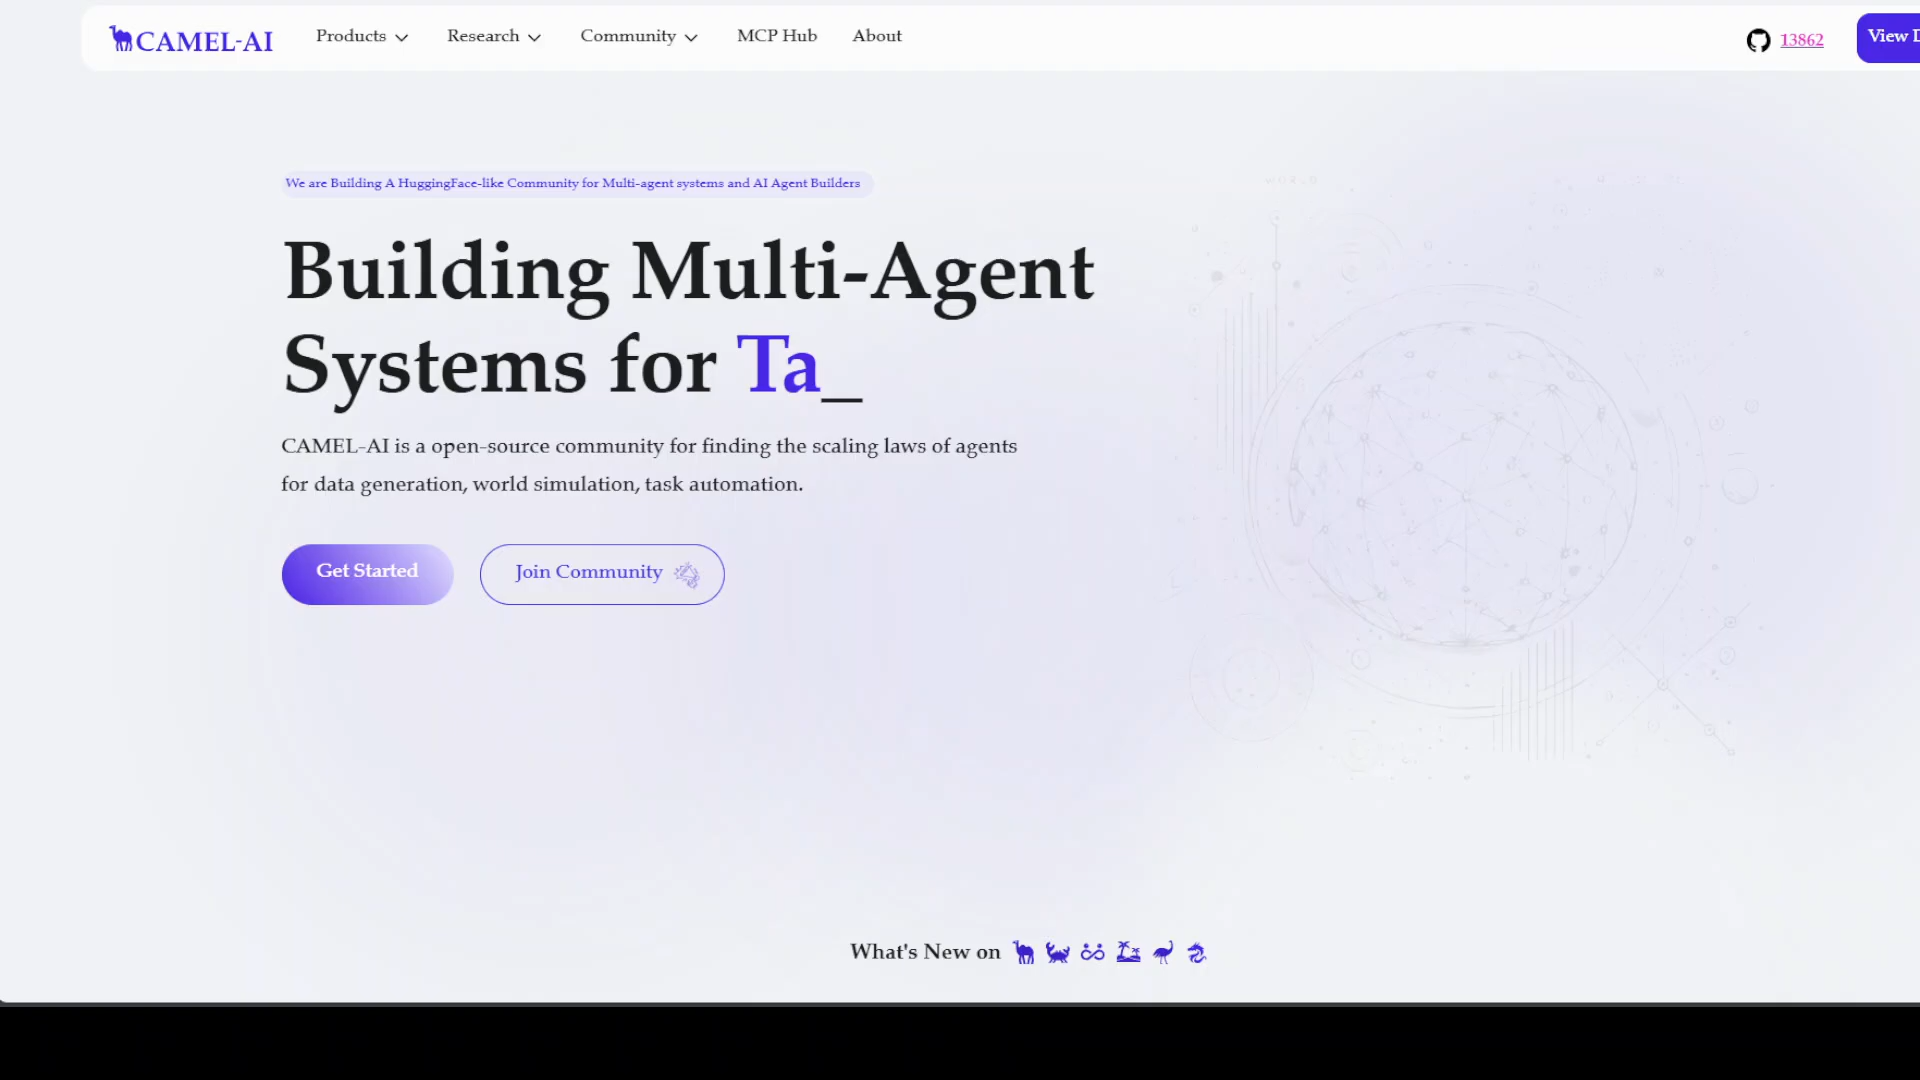 CAMEL-AI
Products
Research
Community
MCP Hub
About
13862
View
We are Building A HuggingFace-like Community for Multi-agent systems and AI Agent Builders
Building Multi-Agent
Systems for Ta_
CAMEL-AI is a open-source community for finding the scaling laws of agents
for data generation, world simulation, task automation.
Get Started
Join Community
What's New on